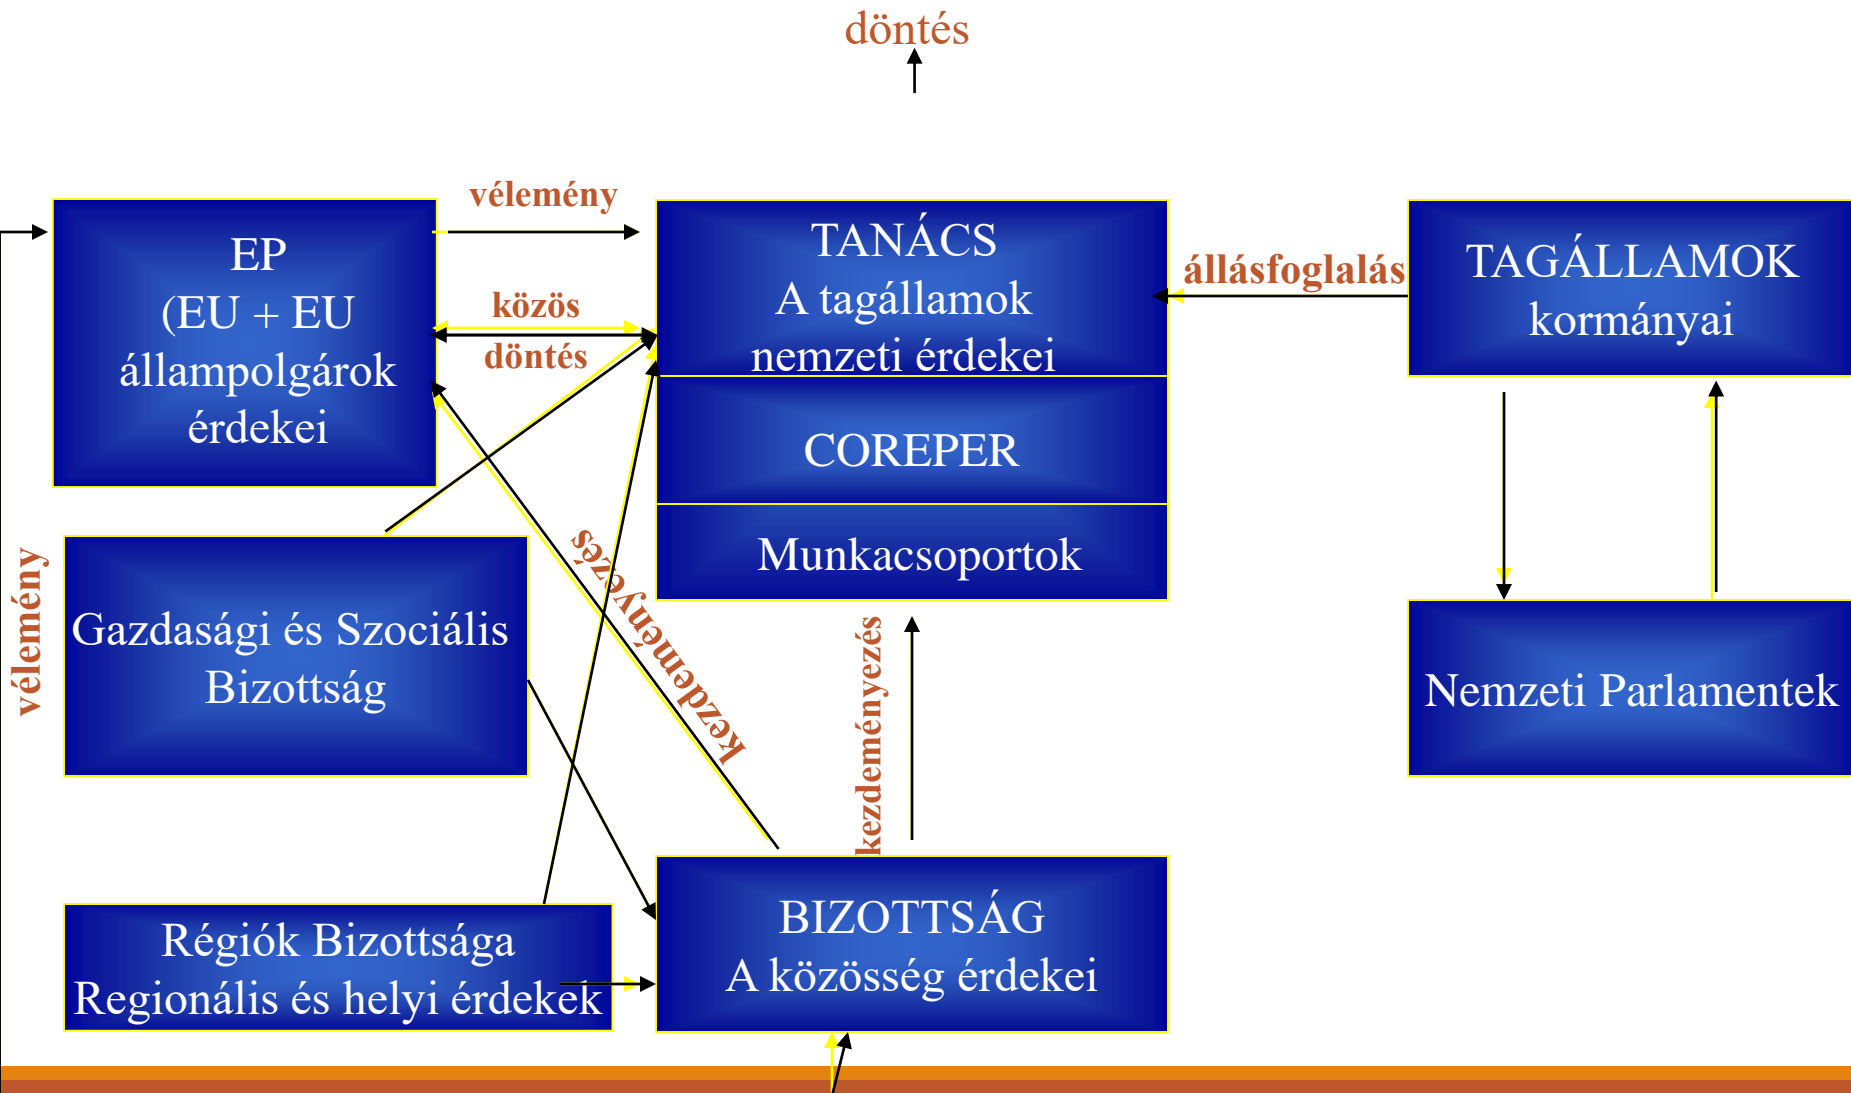 döntés
vélemény
EP
(EU + EU
állampolgárok
érdekei
közös
döntés
TANÁCS
A tagállamok
nemzeti érdekei
COREPER
Munkacsoportok
állásfoglalás
TAGÁLLAMOK
kormányai
vélemény
Gazdasági és Szociális
Bizottság
kezdeményezés
kezdeményezés
Nemzeti Parlamentek
Régiók Bizottsága
Regionális és helyi érdekek
BIZOTTSÁG
A közösség érdekei